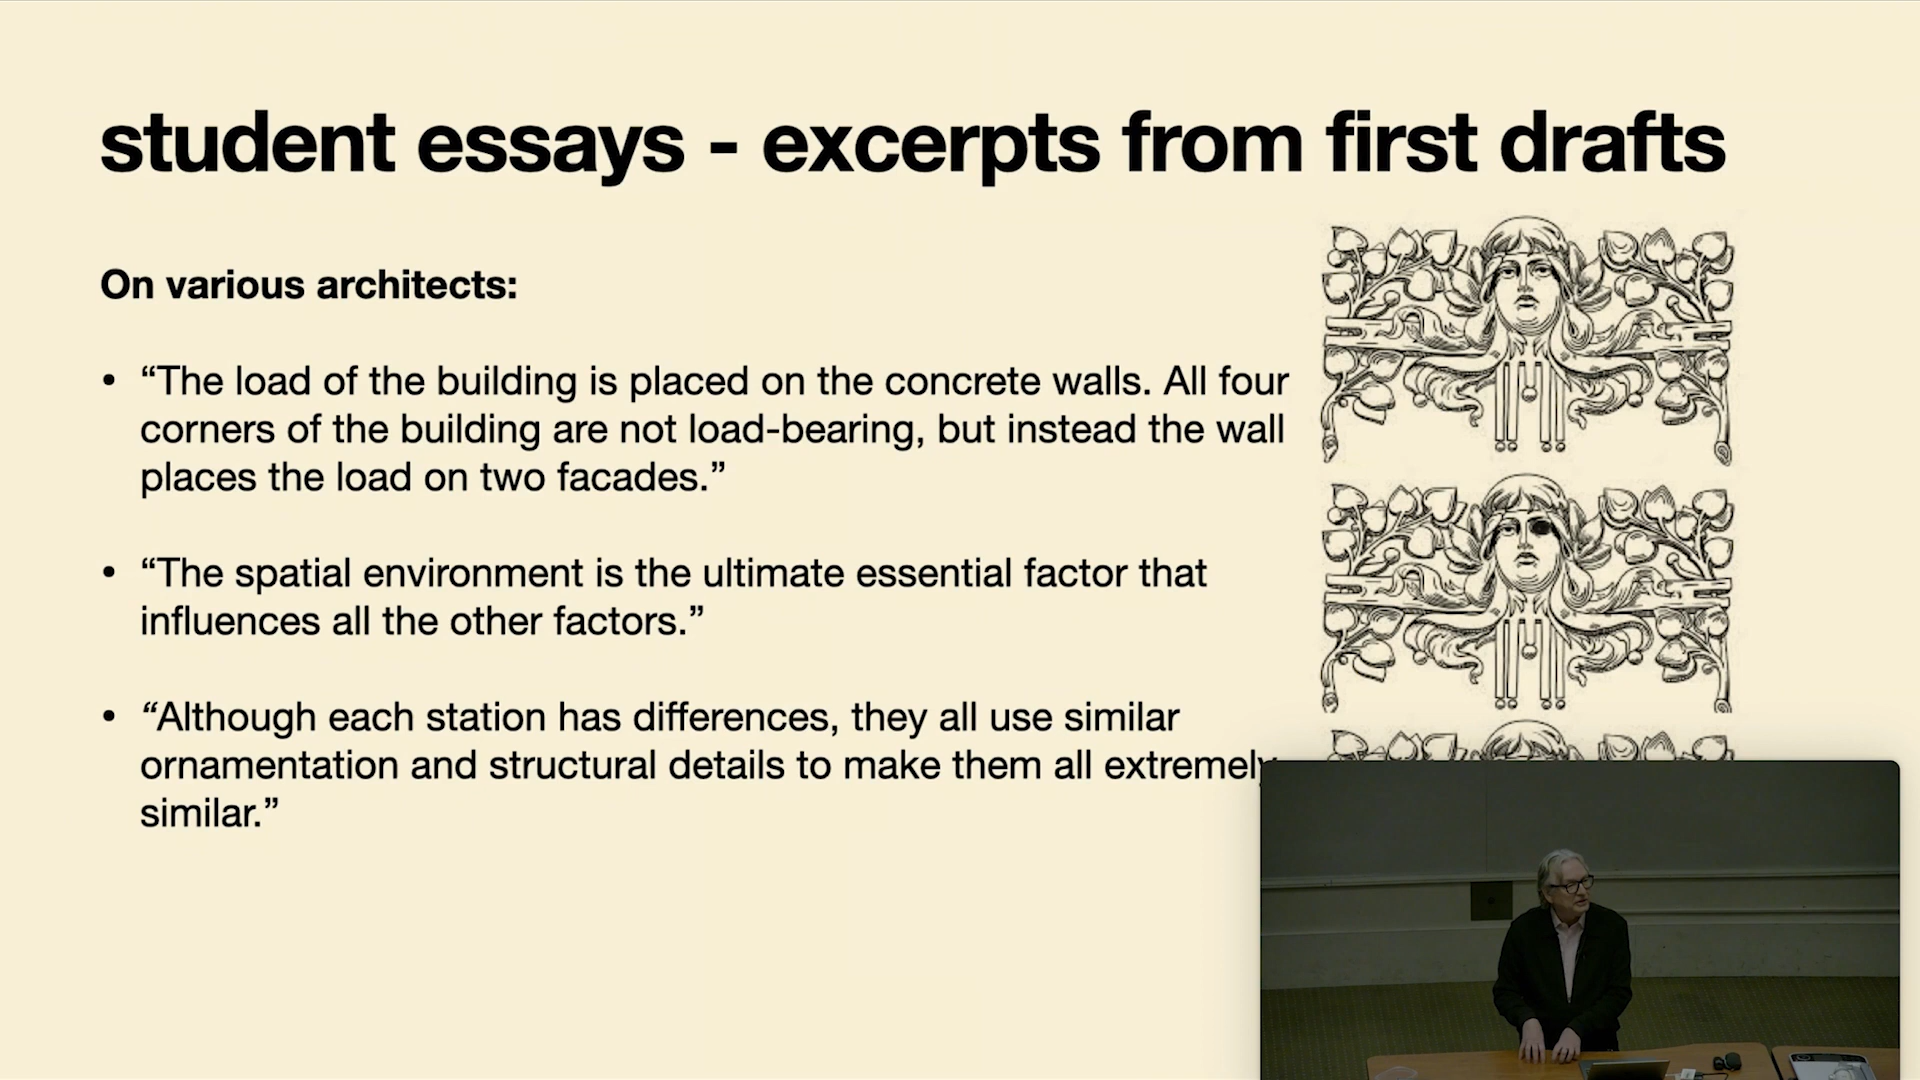 student essays - excerpts from first drafts
On various architects:
• “The load of the building is placed on the concrete walls. All four
corners of the building are not load-bearing, but instead the wall
places the load on two facades.”
• “The spatial environment is the ultimate essential factor that
influences all the other factors.”
• “Although each station has differences, they all use similar
ornamentation and structural details to make them all extremely
similar.”